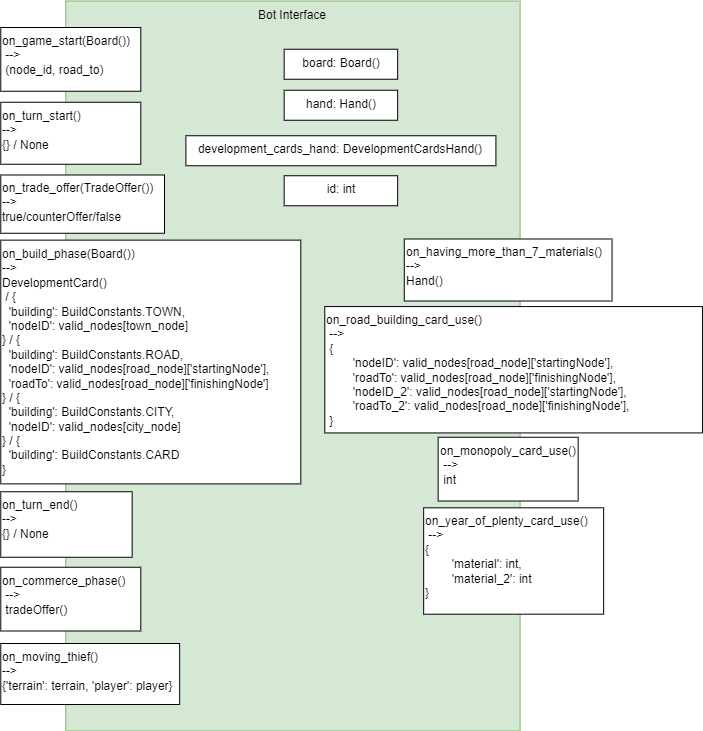 Bot Interface
on_game_start(Board())
-->
(node_id, road_to)
board: Board()
hand: Hand()
on_turn_start()
-->
{} / None
development_cards_hand: DevelopmentCardsHand()
id: int
on_trade_offer(TradeOffer())
-->
true/counterOffer/false
on_build_phase(Board())
-->
DevelopmentCard()
/ {
'building': BuildConstants.TOWN,
'nodeID': valid_nodes[town_node]
} / {
'building': BuildConstants.ROAD,
'nodeID': valid_nodes[road_node]['startingNode'],
'roadTo': valid_nodes[road_node]['finishingNode']
} / {
'building': BuildConstants.CITY,
'nodeID': valid_nodes[city_node]
} / {
'building': BuildConstants.CARD
}
on_having_more_than_7_materials()
-->
Hand()
on_road_building_card_use()
-->
{
'nodeID': valid_nodes[road_node]['startingNode'],
'roadTo': valid_nodes[road_node]['finishingNode'],
'nodeID_2': valid_nodes[road_node]['startingNode'],
'roadTo_2': valid_nodes[road_node]['finishingNode'],
}
on_monopoly_card_use()
-->
int
on_turn_end()
-->
{} / None
on_year_of_plenty_card_use()
-->
{
'material': int,
'material_2': int
}
on_commerce_phase()
-->
tradeOffer()
on_moving_thief()
-->
{'terrain': terrain, 'player': player}